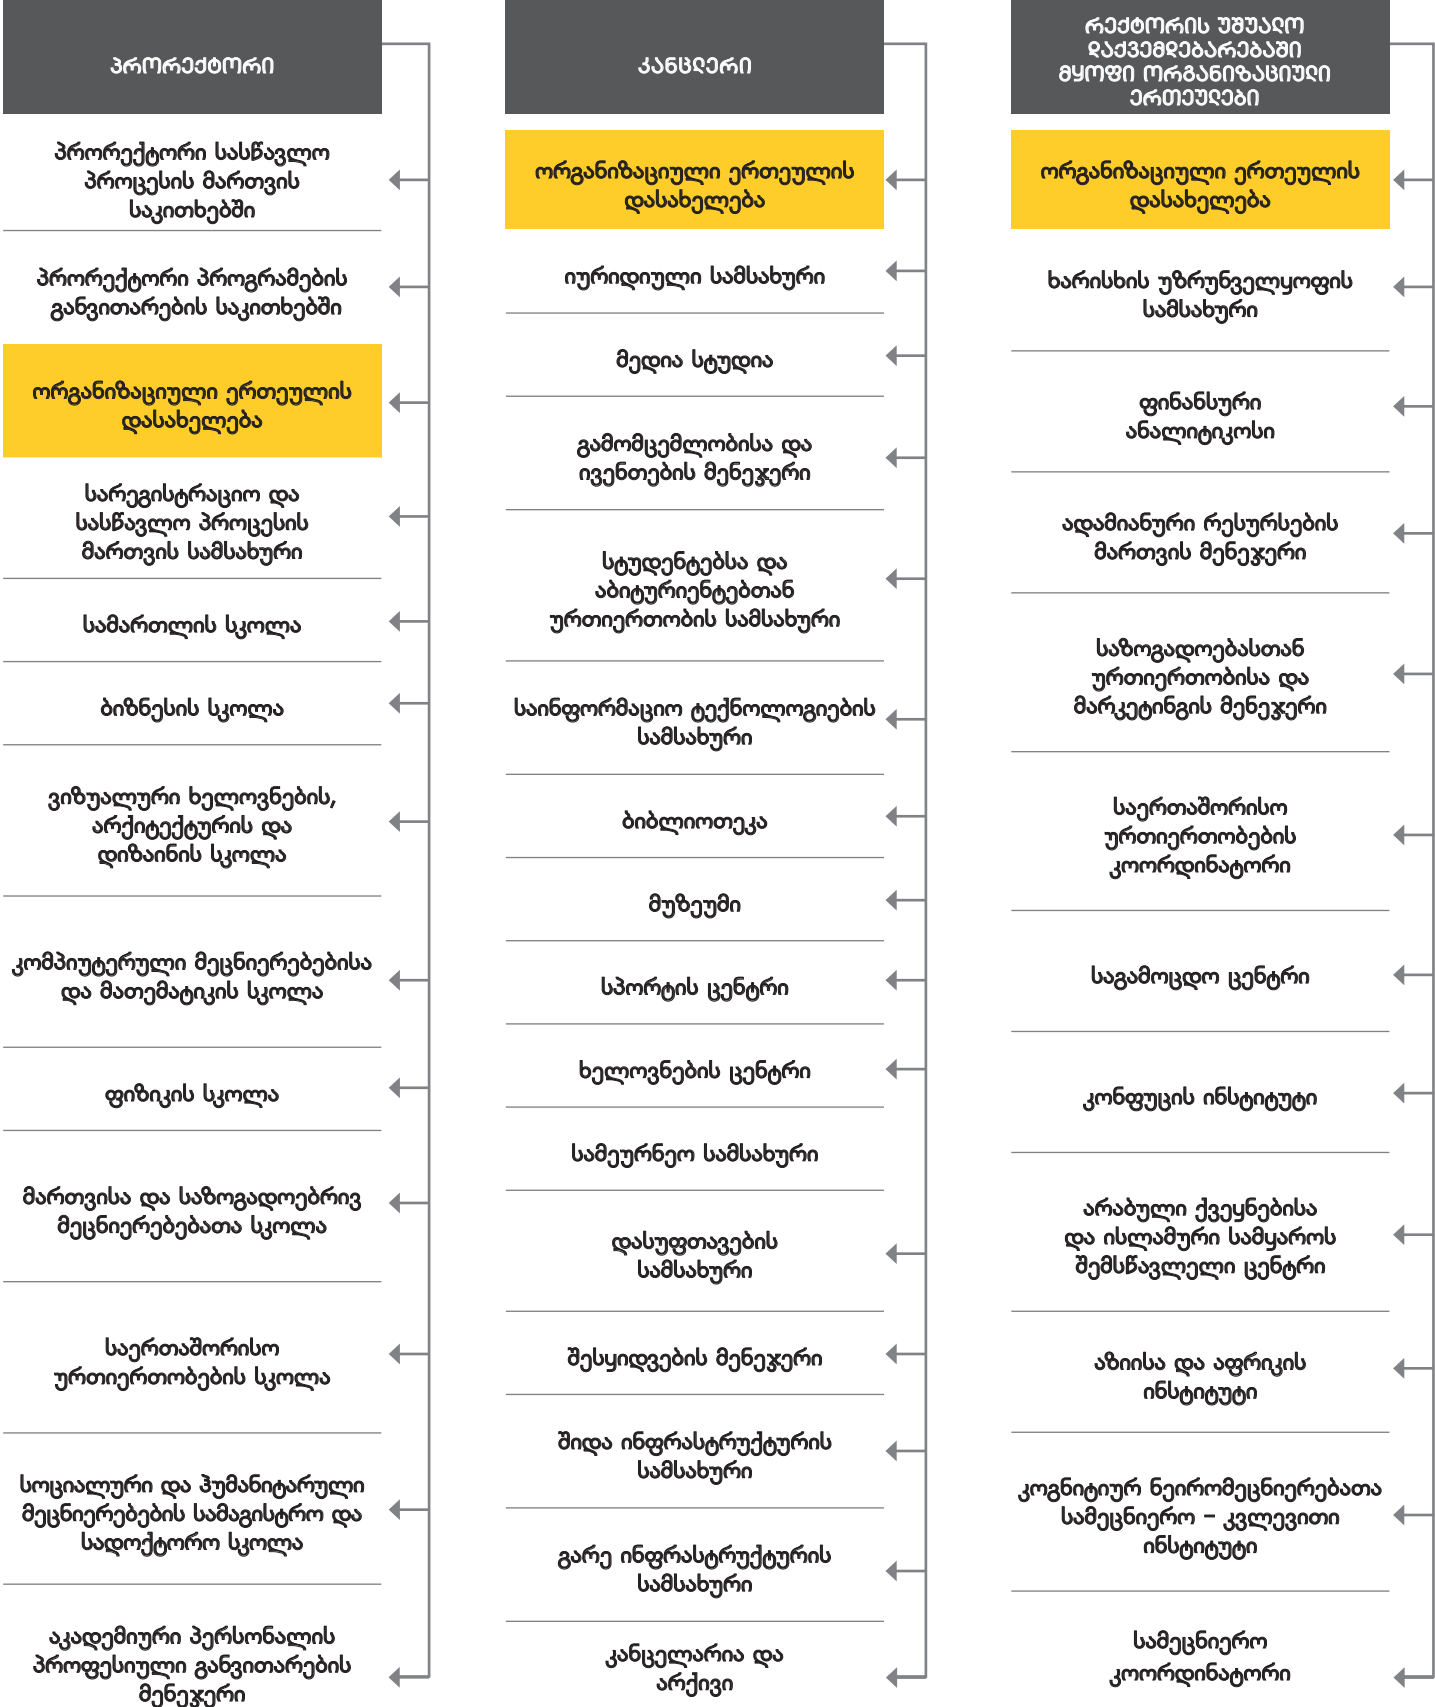 პრორექტორი
პრორექტორი სასწავლო
პროცესის მართვის
საკითხებში
პრორექტორი პროგრამების
განვითარების საკითხებში
ორგანიზაციული ერთეულის
დასახელება
სარეგისტრაციო და
სასწავლო პროცესის
მართვის სამსახური
სამართლის სკოლა
ბიზნესის სკოლა
ვიზუალური ხელოვნების,
არქიტექტურის და
დიზაინის სკოლა
კომპიუტერული მეცნიერებებისა
და მათემატიკის სკოლა
ფიზიკის სკოლა
მართვისა და საზოგადოებრივ
მეცნიერებებათა სკოლა
საერთაშორისო
ურთიერთობების სკოლა
სოციალური და ჰუმანიტარული
მეცნიერებების სამაგისტრო და
სადოქტორო სკოლა
აკადემიური პერსონალის
პროფესიული განვითარების
მენეჯერი
კანცლერი
ორგანიზაციული ერთეულის
დასახელება
იურიდიული სამსახური
მედია სტუდია
გამომცემლობისა და
ივენთების მენეჯერი
სტუდენტებსა და
აბიტურიენტებთან
ურთიერთობის სამსახური
საინფორმაციო ტექნოლოგიების
სამსახური
ბიბლიოთეკა
მუზეუმი
სპორტის ცენტრი
ხელოვნების ცენტრი
სამეურნეო სამსახური
დასუფთავების
სამსახური
შესყიდვების მენეჯერი
შიდა ინფრასტრუქტურის
სამსახური
გარე ინფრასტრუქტურის
სამსახური
კანცელარია და
არქივი
რექტორის უშუალო
დაქვემდებარებაში
მყოფი ორგანიზაციული
ერთეულები
ორგანიზაციული ერთეულის
დასახელება
ხარისხის უზრუნველყოფის
სამსახური
ფინანსური
ანალიტიკოსი
ადამიანური რესურსების
მართვის მენეჯერი
საზოგადოებასთან
ურთიერთობისა და
მარკეტინგის მენეჯერი
საერთაშორისო
ურთიერთობების
კოორდინატორი
საგამოცდო ცენტრი
კონფუცის ინსტიტუტი
არაბული ქვეყნებისა
და ისლამური სამყაროს
შემსწავლელი ცენტრი
აზიისა და აფრიკის
ინსტიტუტი
კოგნიტიურ ნეირომეცნიერებათა
სამეცნიერო – კვლევითი
ინსტიტუტი
სამეცნიერო
კოორდინატორი